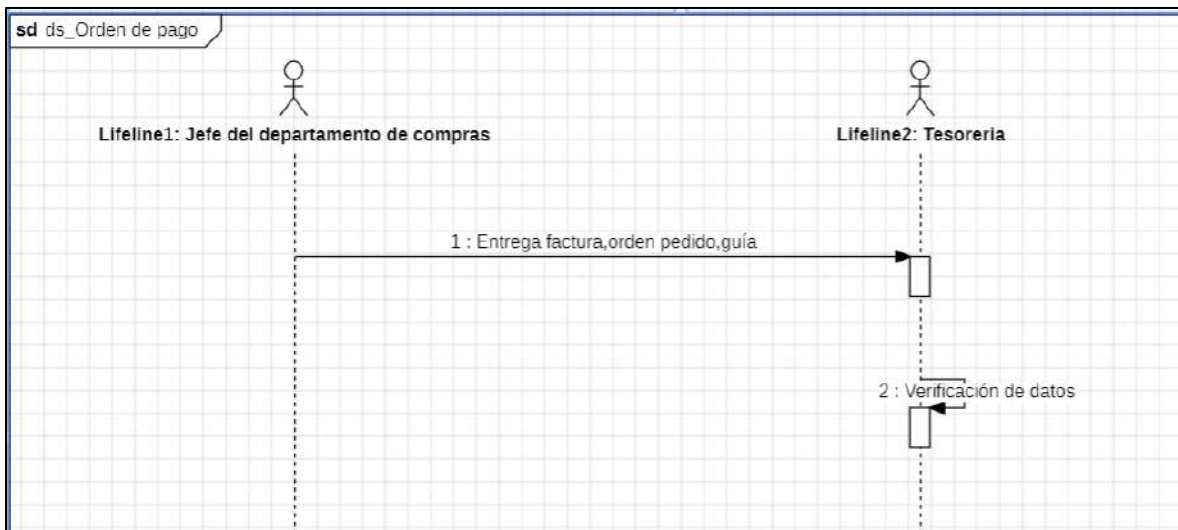 sd ds_Orden de pago
Lifeline1: Jefe del departamento de compras
Lifeline2: Tesoreria
1 : Entrega factura,orden pedido,guía
2 : Verificación de datos